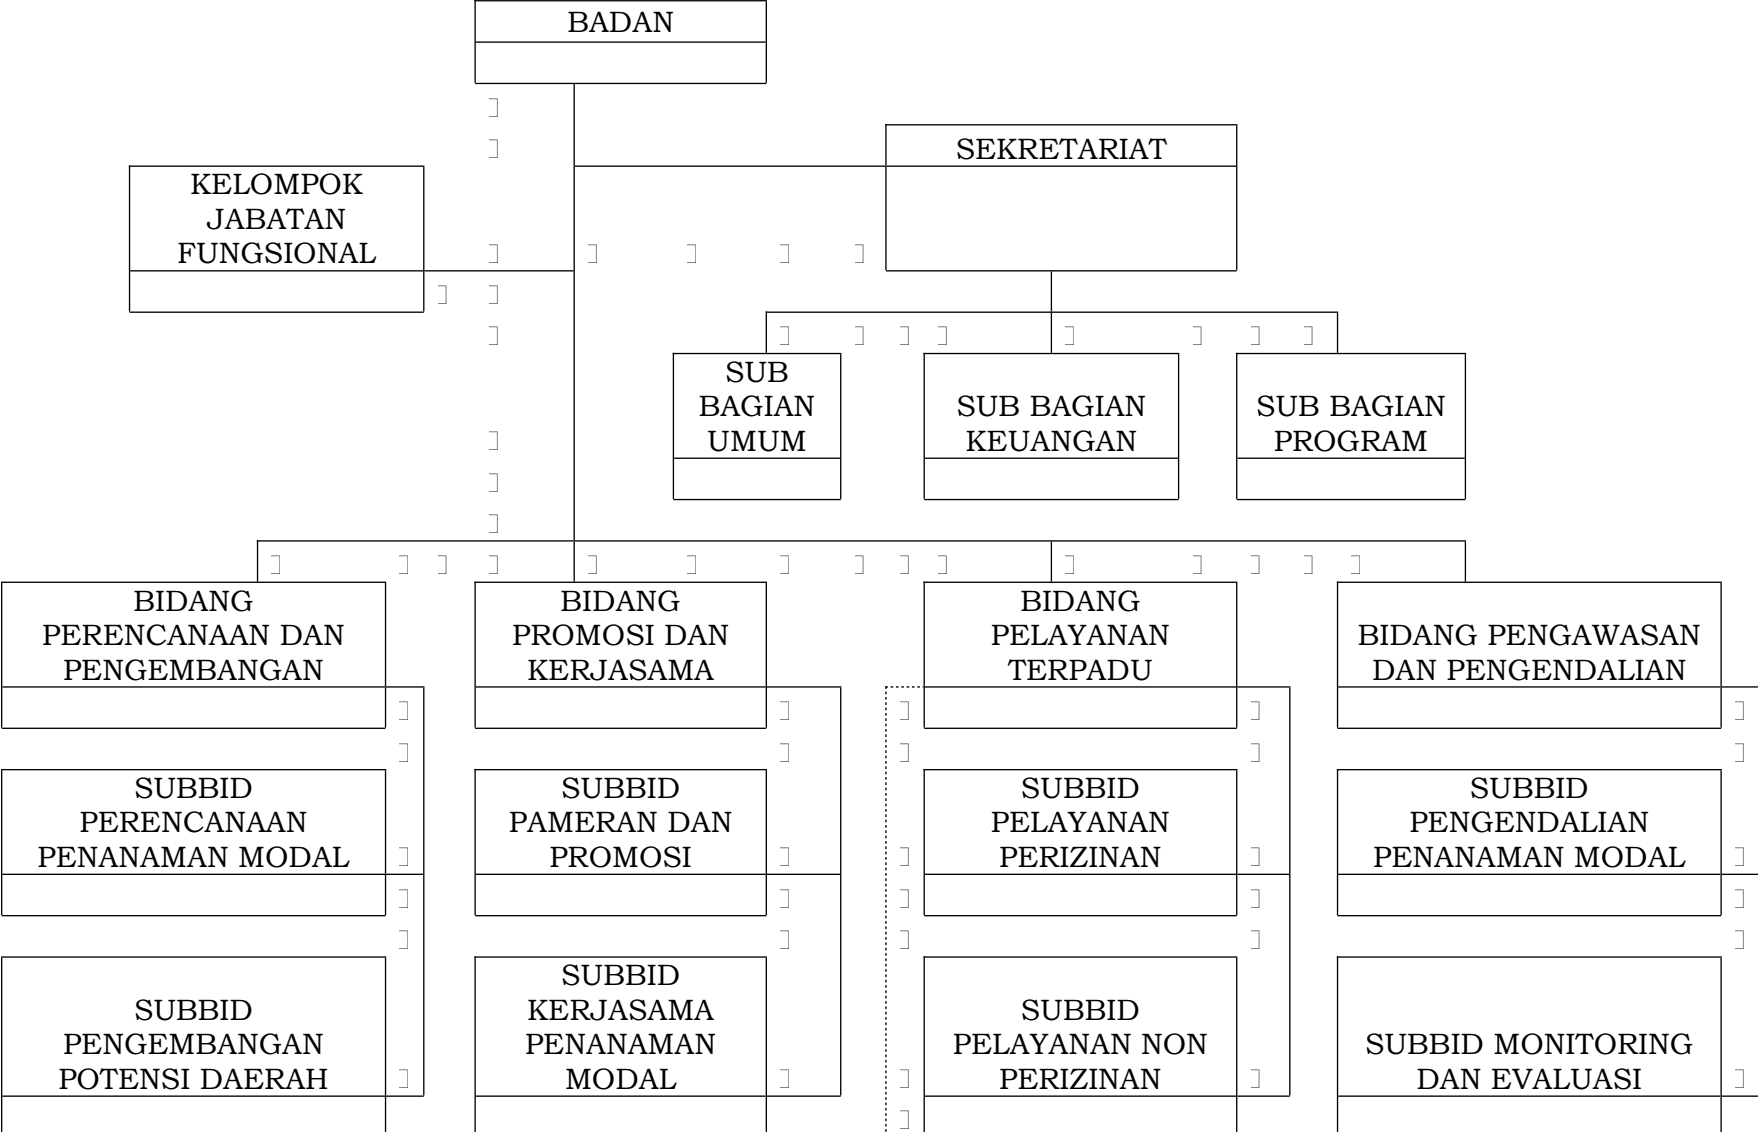 BADAN
SEKRETARIAT
KELOMPOK
JABATAN
FUNGSIONAL
SUB
BAGIAN
UMUM
SUB BAGIAN
KEUANGAN
SUB BAGIAN
PROGRAM
BIDANG
PERENCANAAN DAN
PENGEMBANGAN
BIDANG
PROMOSI DAN
KERJASAMA
BIDANG
PELAYANAN
TERPADU
BIDANG PENGAWASAN
DAN PENGENDALIAN
SUBBID
PERENCANAAN
PENANAMAN MODAL
SUBBID
PAMERAN DAN
PROMOSI
SUBBID
PELAYANAN
PERIZINAN
SUBBID
PENGENDALIAN
PENANAMAN MODAL
SUBBID
PENGEMBANGAN
POTENSI DAERAH
SUBBID
KERJASAMA
PENANAMAN
MODAL
SUBBID
PELAYANAN NON
PERIZINAN
SUBBID MONITORING
DAN EVALUASI